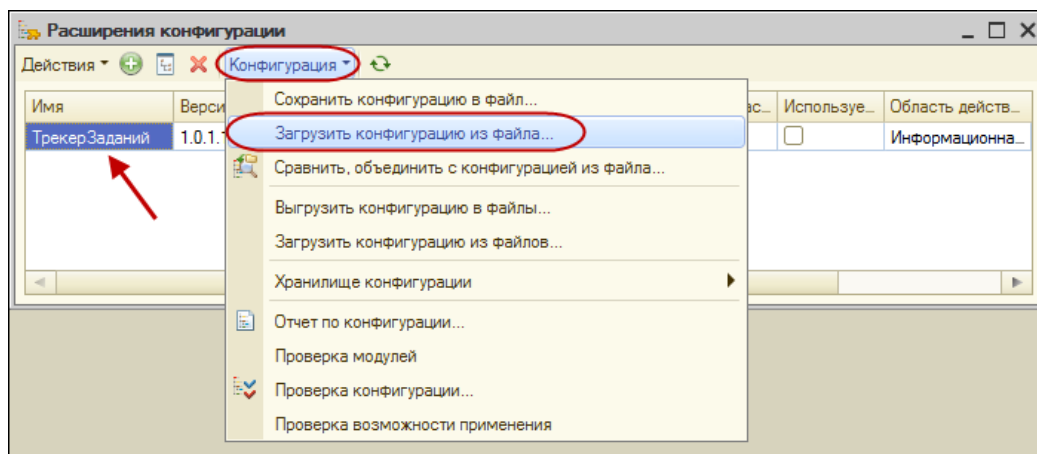 Расширения конфигурации
Действия Конфигурация
Имя Верси ас... Используе... Область действ...
ТрекерЗаданий 1.0.1.1 Информационна...
Сохранить конфигурацию в файл...
Загрузить конфигурацию из файла...
Сравнить, объединить с конфигурацией из файла...
Выгрузить конфигурацию в файлы...
Загрузить конфигурацию из файлов...
Хранилище конфигурации
Отчет по конфигурации...
Проверка модулей
Проверка конфигурации...
Проверка возможности применения